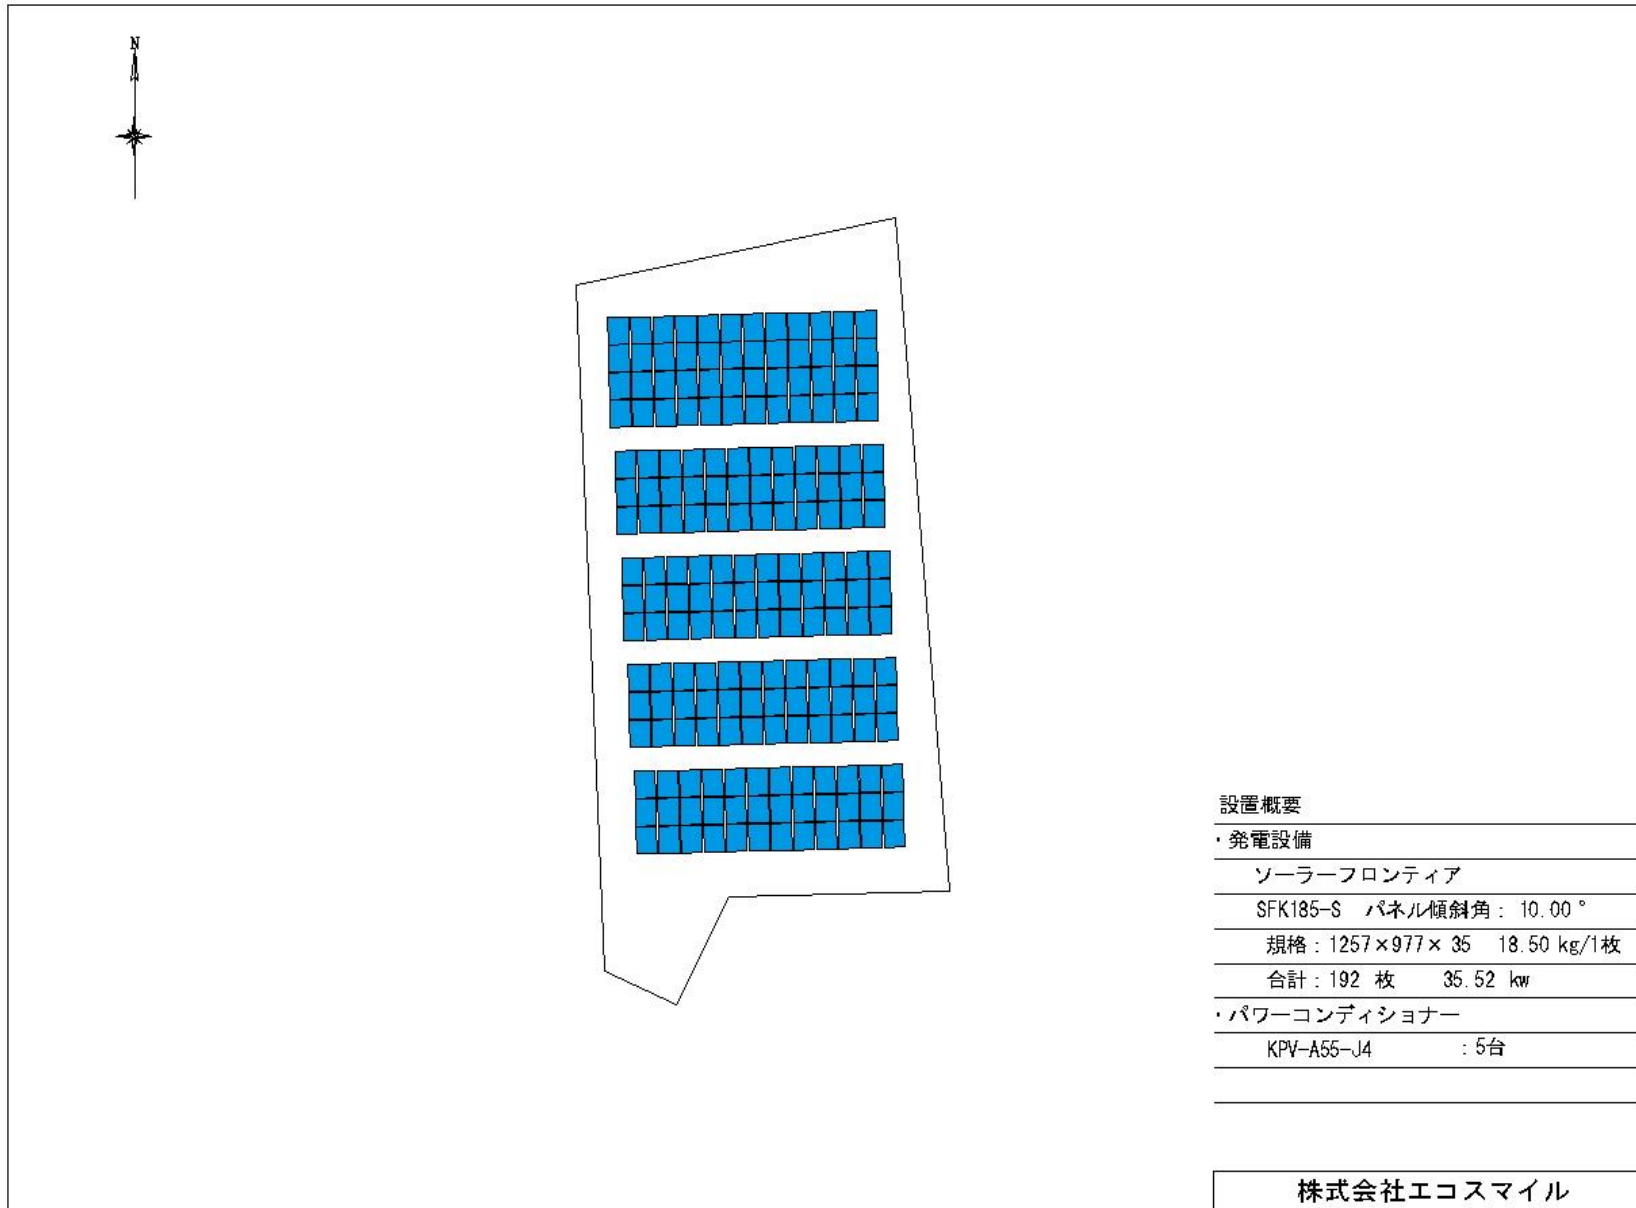 N
設置概要
・発電設備
ソーラーフロンティア
SFK185-S パネル傾斜角：10.00°
規格：1257×977× 35 18.50 kg/1枚
合計：192 枚 35.52 kw
・パワーコンディショナー
KPV-A55-J4 ：5台
株式会社エコスマイル